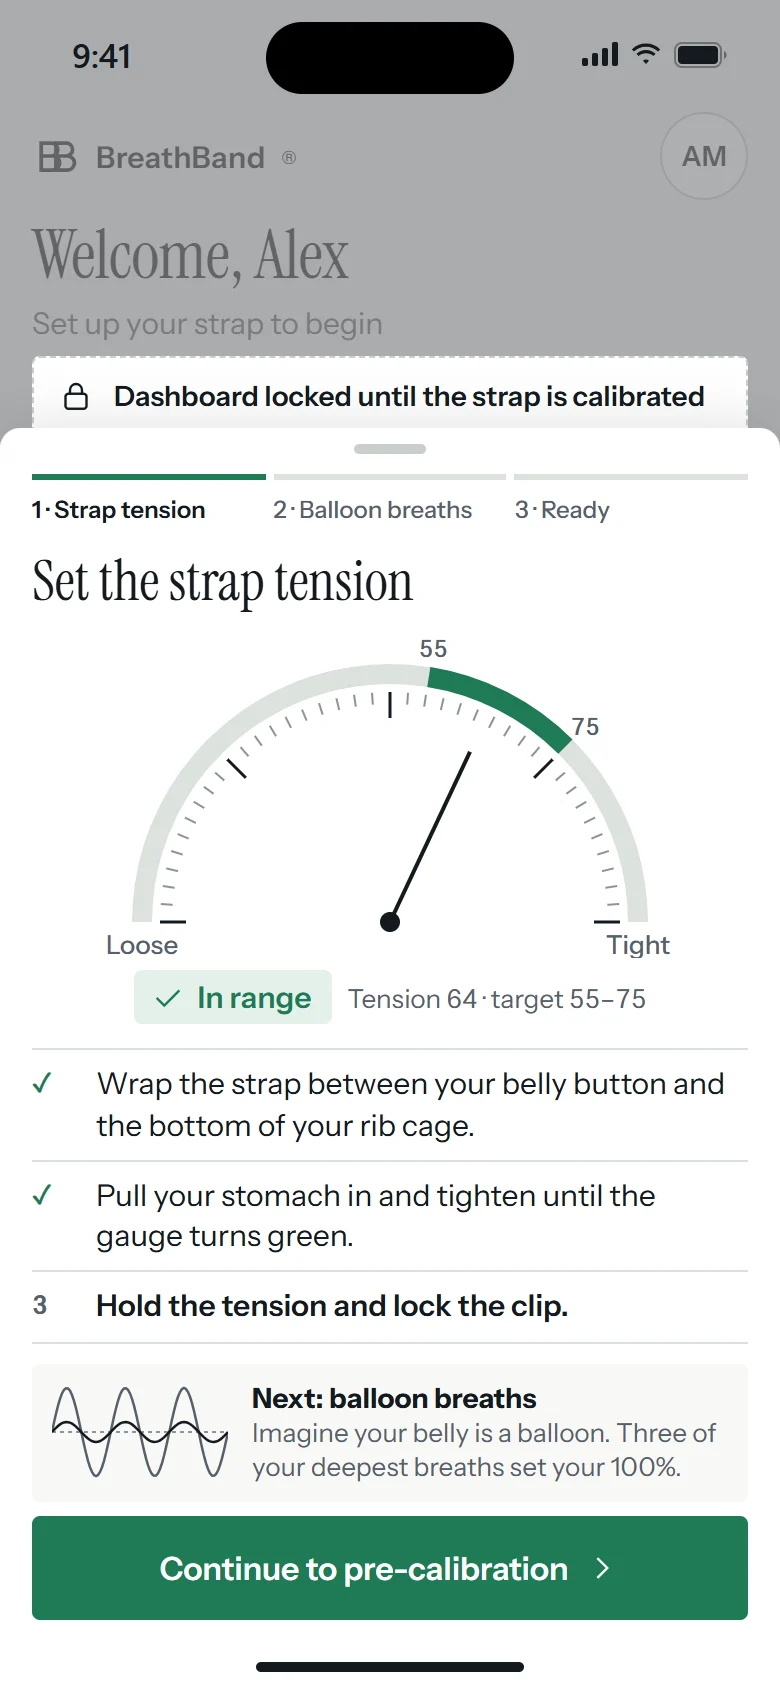 9:41
BB BreathBand ®
AM
Welcome, Alex
Set up your strap to begin
Dashboard locked until the strap is calibrated
1·Strap tension
2·Balloon breaths
3·Ready
Set the strap tension
55
75
Loose
Tight
In range
Tension 64·target 55–75
Wrap the strap between your belly button and
the bottom of your rib cage.
Pull your stomach in and tighten until the
gauge turns green.
3 Hold the tension and lock the clip.
Next: balloon breaths
Imagine your belly is a balloon. Three of
your deepest breaths set your 100%.
Continue to pre-calibration